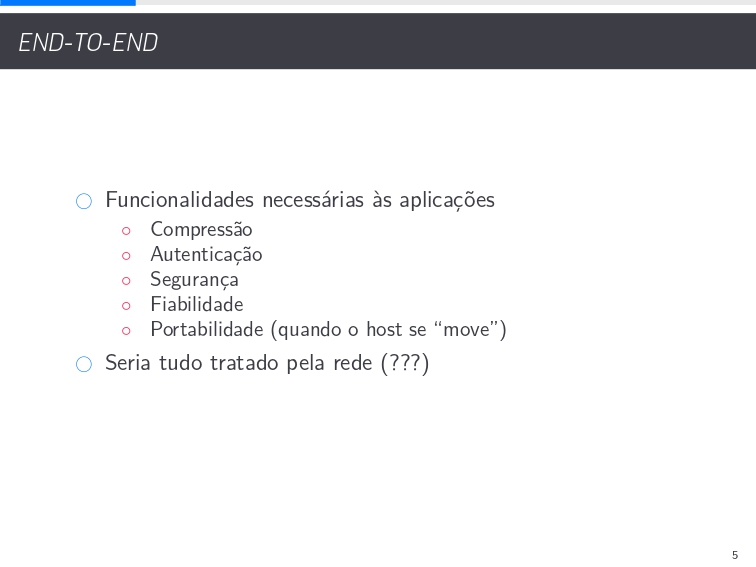 END-TO-END
Funcionalidades necessárias às aplicações
Compressão
Autenticação
Segurança
Fiabilidade
Portabilidade (quando o host se “move”)
Seria tudo tratado pela rede (???)
5